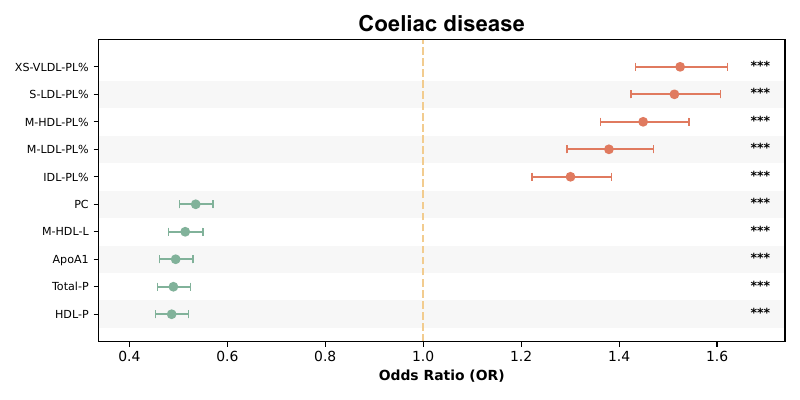 Coeliac disease
XS-VLDL-PL% ***
S-LDL-PL% ***
M-HDL-PL% ***
M-LDL-PL% ***
IDL-PL% ***
PC ***
M-HDL-L ***
ApoA1 ***
Total-P ***
HDL-P ***
0.4 0.6 0.8 1.0 1.2 1.4 1.6
Odds Ratio (OR)